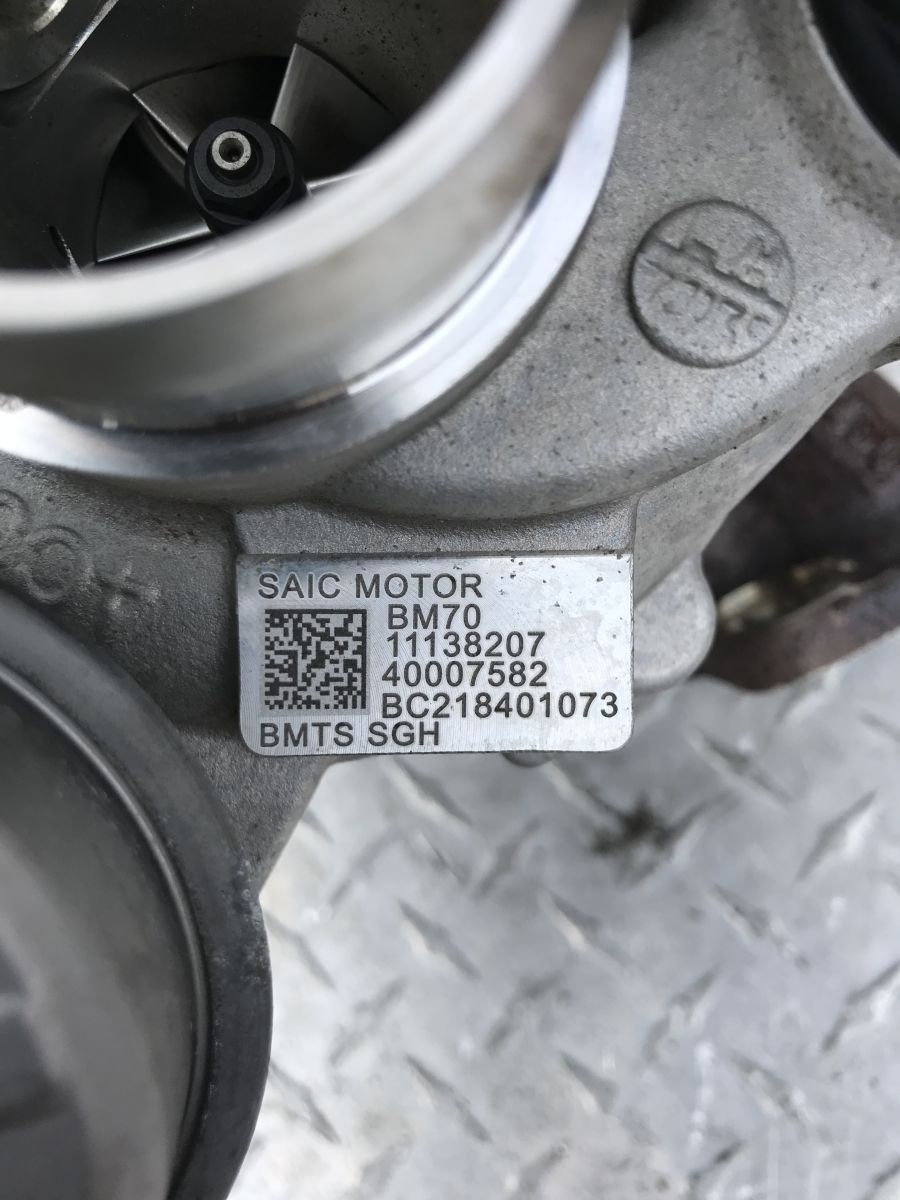 SAIC MOTOR
BM70
11138207
40007582
BC218401073
BMTS SGH